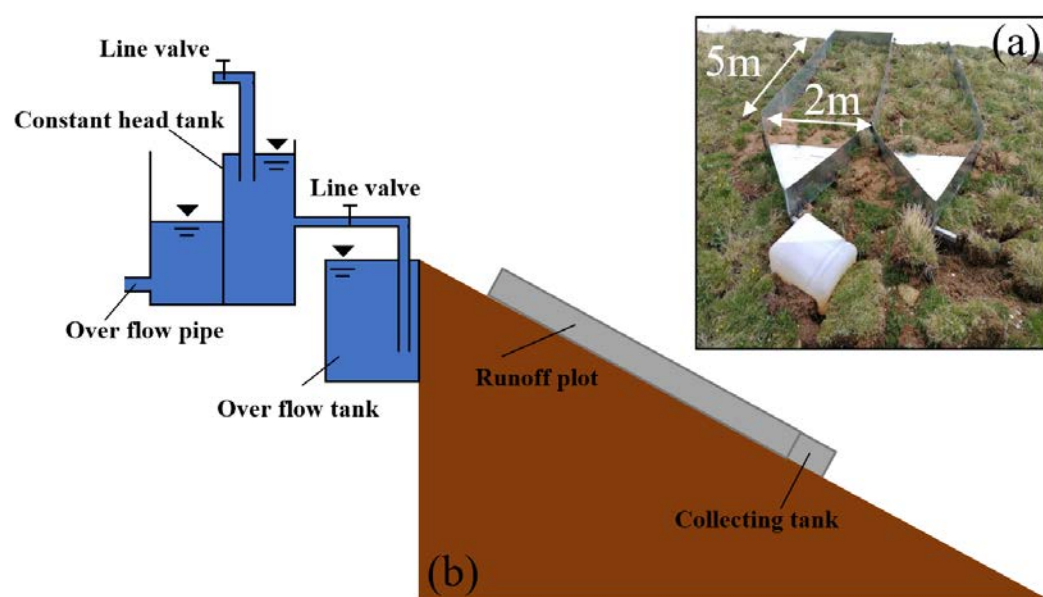 Line valve
(a)
5m
2m
Constant head tank
Line valve
Over flow pipe
Runoff plot
Over flow tank
Collecting tank
(b)